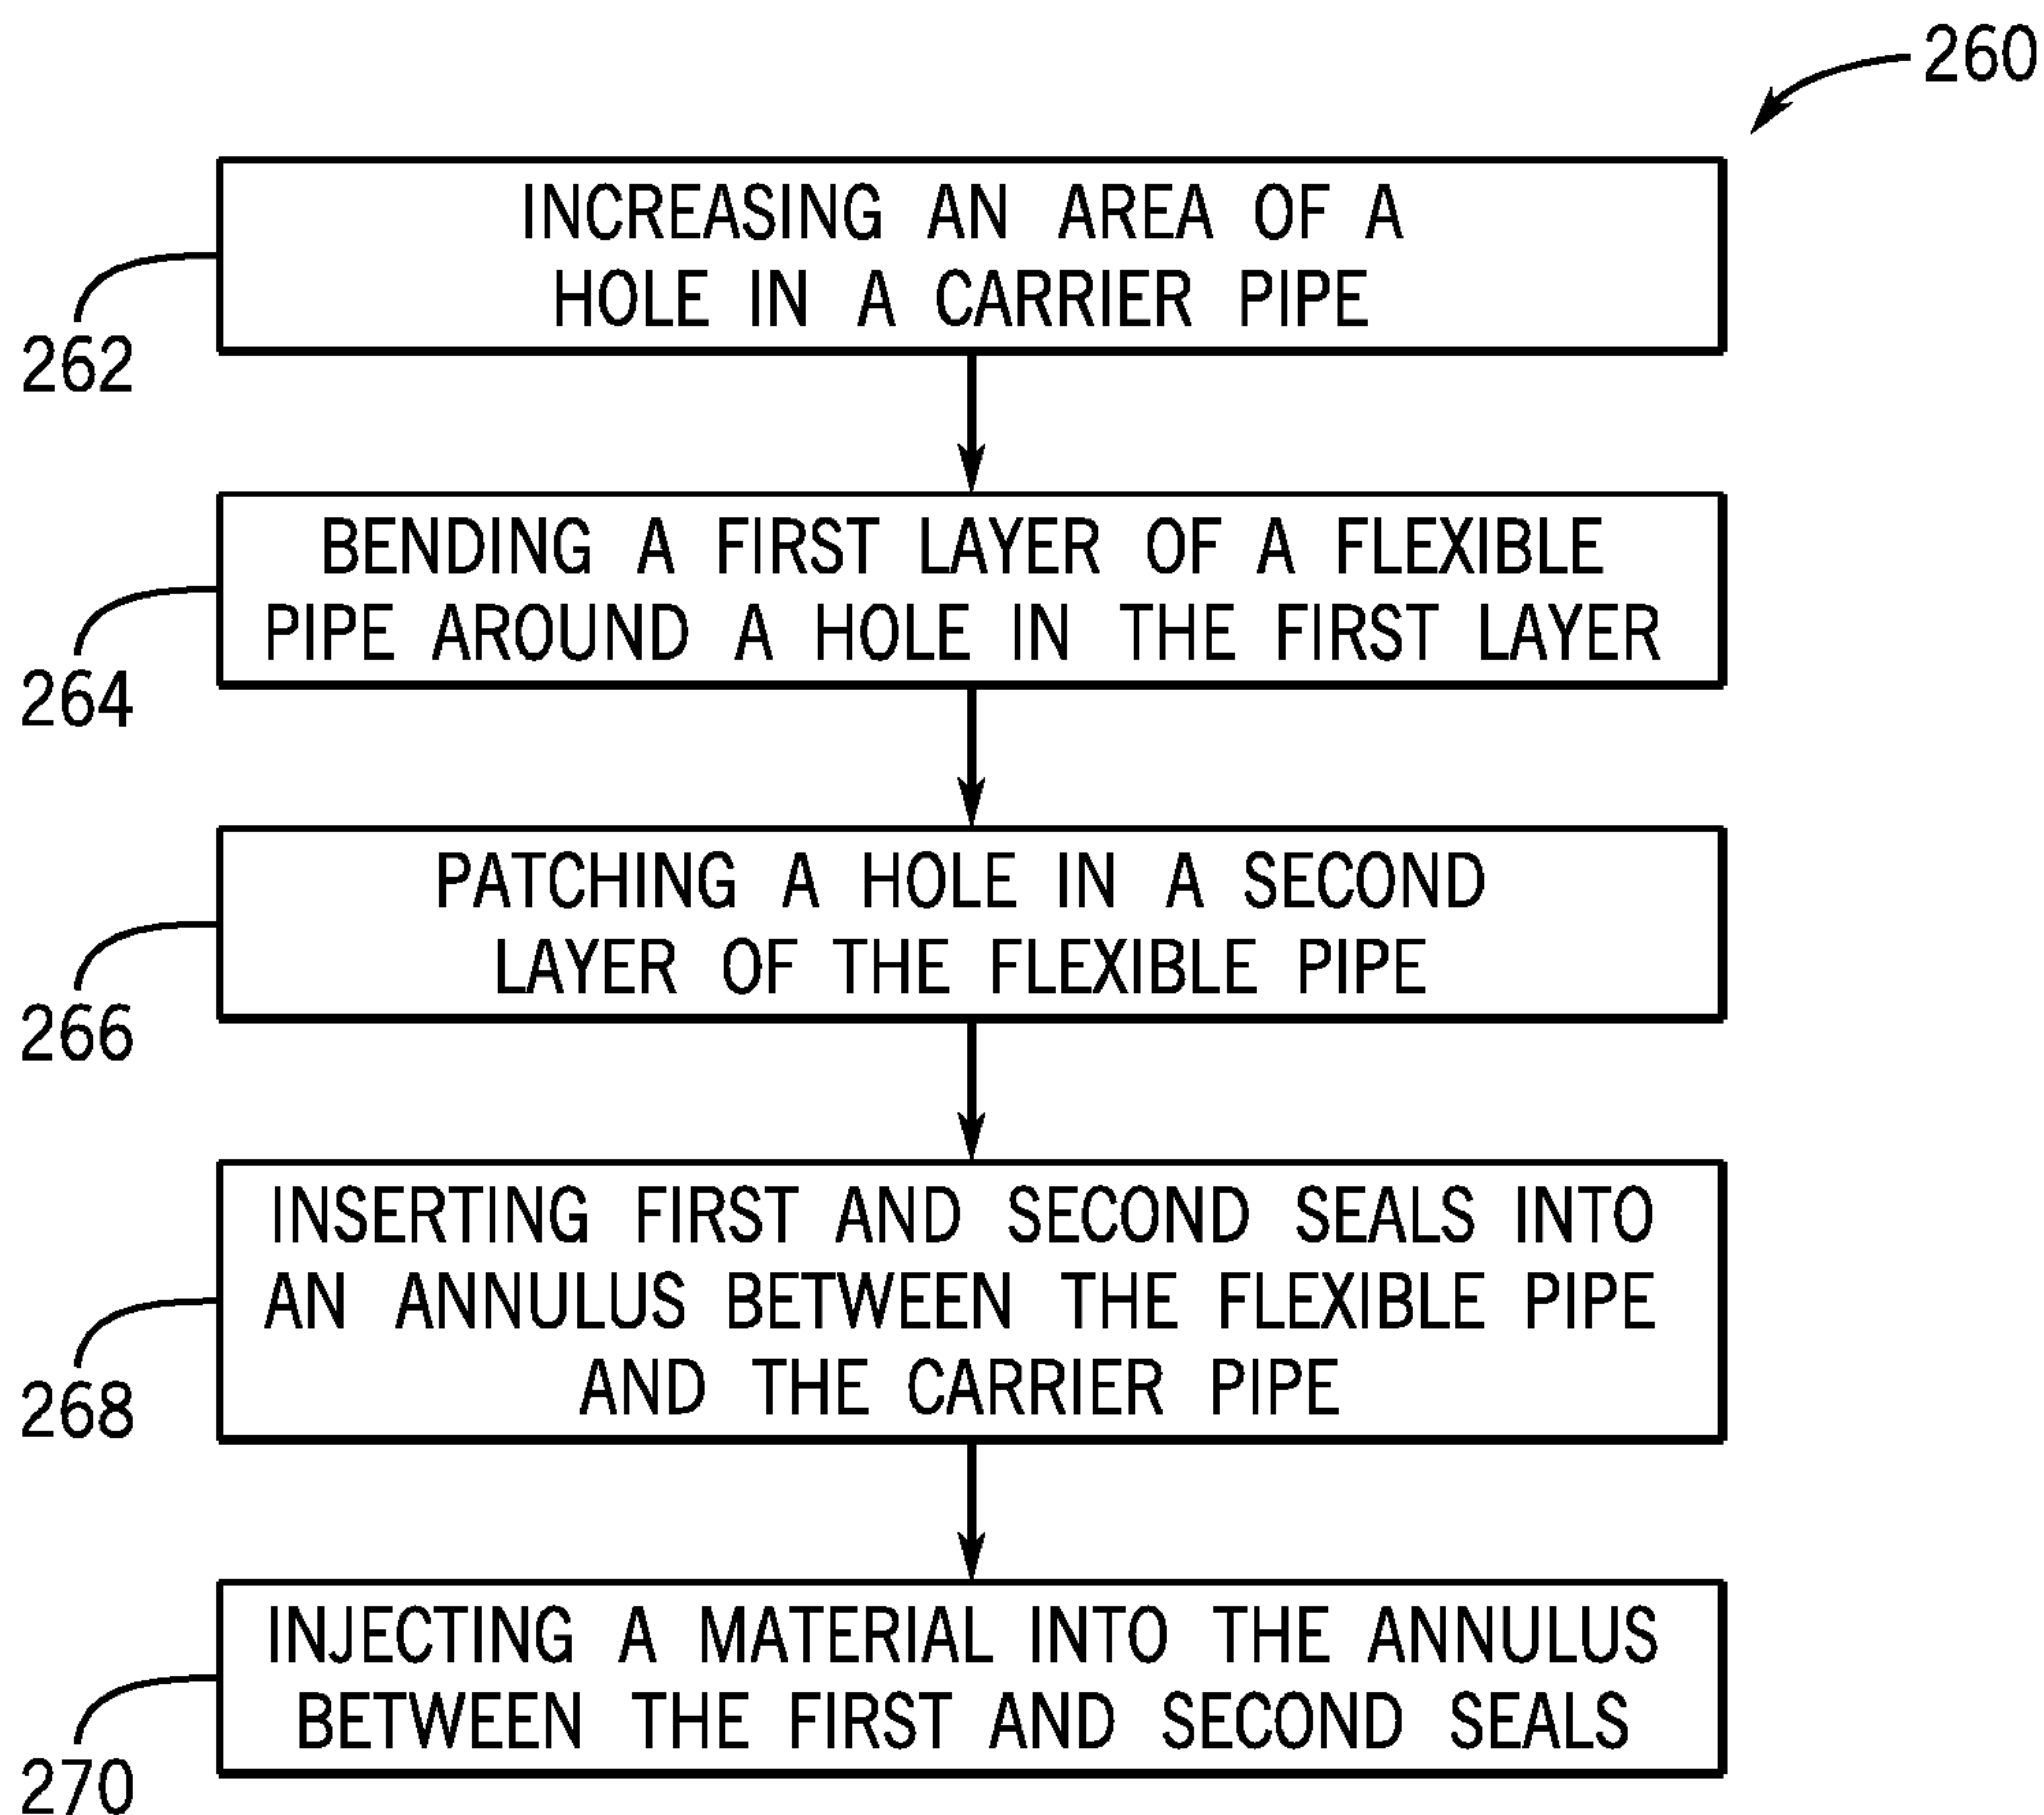 260
INCREASING AN AREA OF A
HOLE IN A CARRIER PIPE
262
BENDING A FIRST LAYER OF A FLEXIBLE
PIPE AROUND A HOLE IN THE FIRST LAYER
264
PATCHING A HOLE IN A SECOND
LAYER OF THE FLEXIBLE PIPE
266
INSERTING FIRST AND SECOND SEALS INTO
AN ANNULUS BETWEEN THE FLEXIBLE PIPE
AND THE CARRIER PIPE
268
INJECTING A MATERIAL INTO THE ANNULUS
BETWEEN THE FIRST AND SECOND SEALS
270